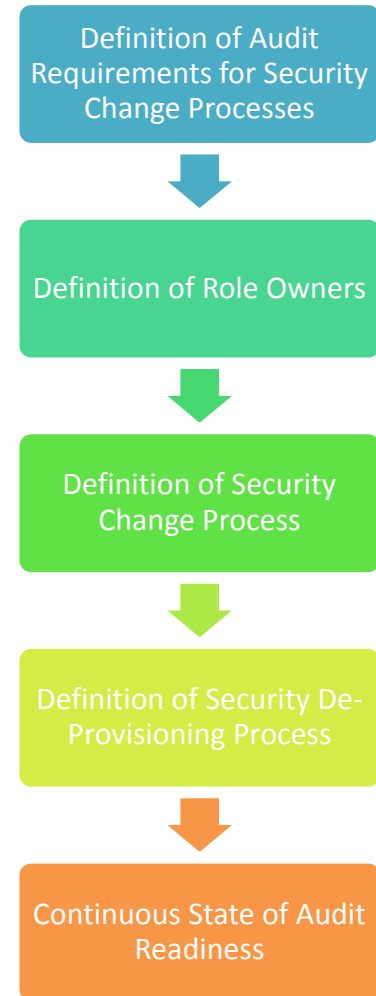 Definition of Audit
Requirements for Security
Change Processes
Definition of Role Owners
Definition of Security
Change Process
Definition of Security De-
Provisioning Process
Continuous State of Audit
Readiness